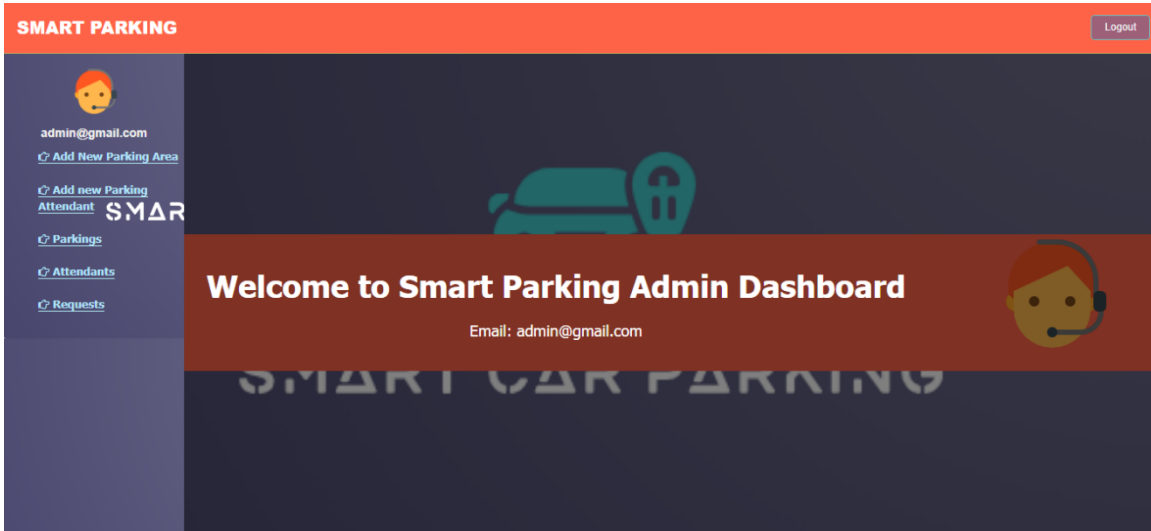 SMART PARKING
Logout
admin@gmail.com
Add New Parking Area
Add new Parking
Attendant
SMAR
Parkings
Attendants
Requests
Welcome to Smart Parking Admin Dashboard
Email: admin@gmail.com
SMART CAR PARKING